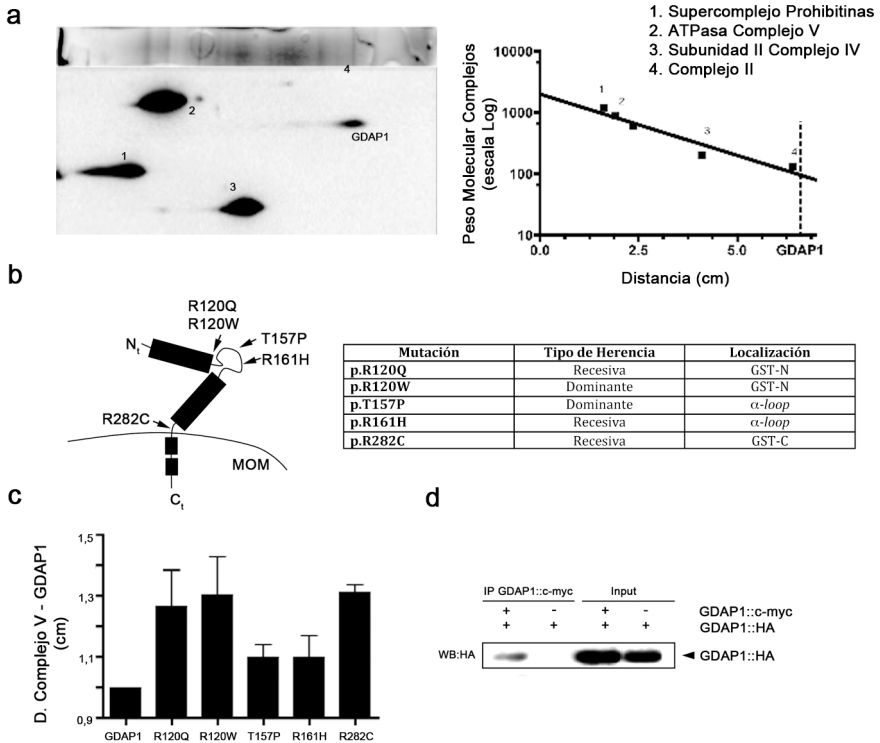 a
4
2
GDAP1
1
3
1. Supercomplejo Prohibitinas
2. ATPasa Complejo V
3. Subunidad II Complejo IV
4. Complejo II
Peso Molecular Complejos
(escala Log)
10000
1000
100
10
1
2
3
4
0.0
2.5
5.0
GDAP1
Distancia (cm)
b
R120Q
R120W
T157P
R161H
Nt
R282C
MOM
Ct
Mutación Tipo de Herencia Localización
p.R120Q Recesiva GST-N
p.R120W Dominante GST-N
p.T157P Dominante α-loop
p.R161H Recesiva α-loop
p.R282C Recesiva GST-C
c
D. Complejo V - GDAP1
(cm)
1,5
1,3
1,1
0,9
GDAP1 R120Q R120W T157P R161H R282C
d
IP GDAP1::c-myc Input
+ - + - GDAP1::c-myc
+ + + + GDAP1::HA
WB:HA
GDAP1::HA